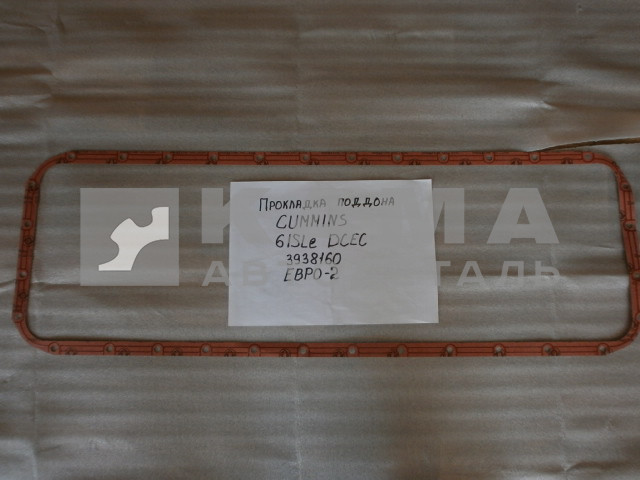 Прокладка поддона
CUMMINS
6ISLe DCEC
3938160
ЕВРО-2